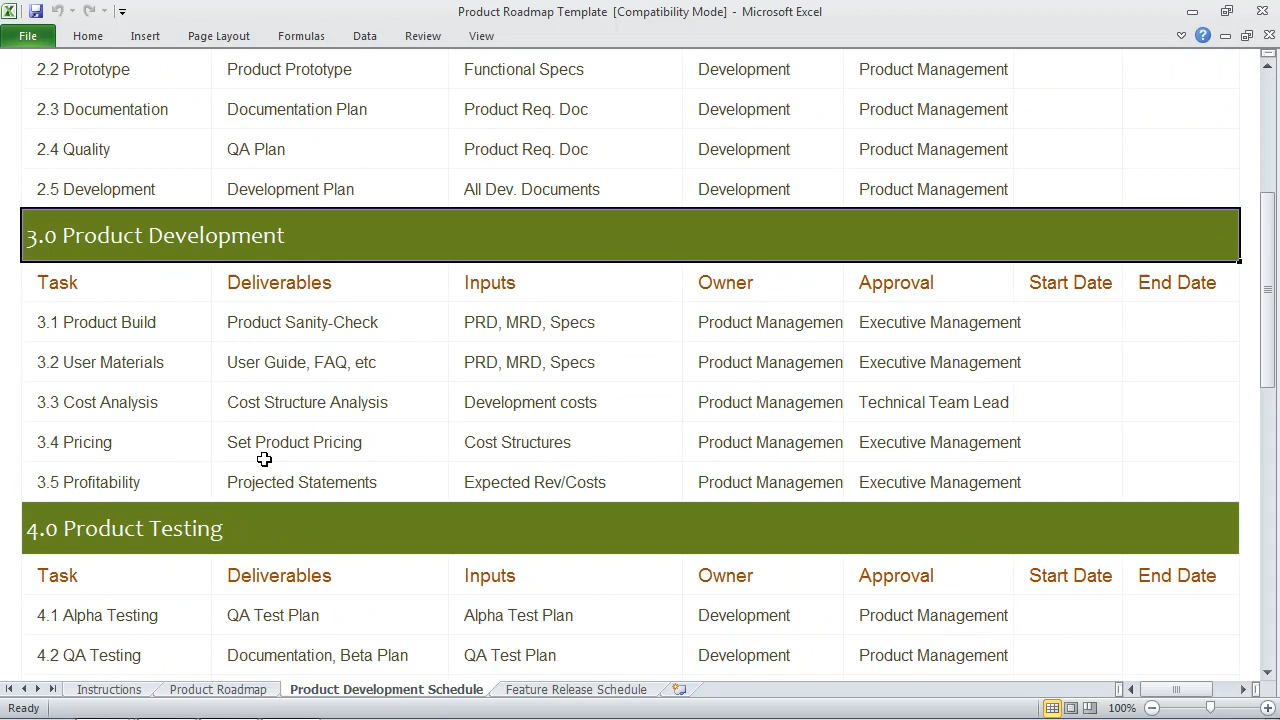 Product Roadmap Template [Compatibility Mode] - Microsoft Excel
File Home Insert Page Layout Formulas Data Review View
2.2 Prototype Product Prototype Functional Specs Development Product Management
2.3 Documentation Documentation Plan Product Req. Doc Development Product Management
2.4 Quality QA Plan Product Req. Doc Development Product Management
2.5 Development Development Plan All Dev. Documents Development Product Management
3.0 Product Development
Task Deliverables Inputs Owner Approval Start Date End Date
3.1 Product Build Product Sanity-Check PRD, MRD, Specs Product Managemen Executive Management
3.2 User Materials User Guide, FAQ, etc PRD, MRD, Specs Product Managemen Executive Management
3.3 Cost Analysis Cost Structure Analysis Development costs Product Managemen Technical Team Lead
3.4 Pricing Set Product Pricing Cost Structures Product Managemen Executive Management
3.5 Profitability Projected Statements Expected Rev/Costs Product Managemen Executive Management
4.0 Product Testing
Task Deliverables Inputs Owner Approval Start Date End Date
4.1 Alpha Testing QA Test Plan Alpha Test Plan Development Product Management
4.2 QA Testing Documentation, Beta Plan QA Test Plan Development Product Management
Instructions Product Roadmap Product Development Schedule Feature Release Schedule
Ready 100%